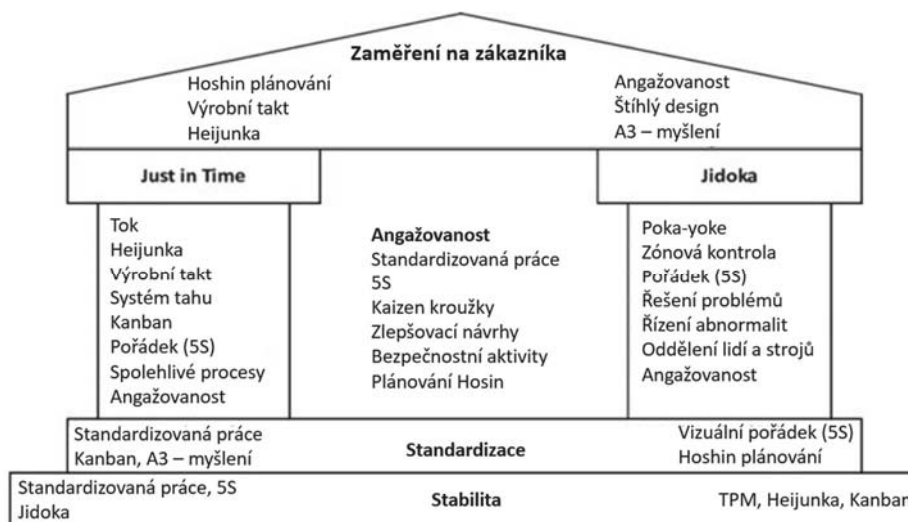 Zaměření na zákazníka
Hoshin plánování
Výrobní takt
Heijunka
Angažovanost
Štíhlý design
A3 – myšlení
Just in Time
Jidoka
Tok
Heijunka
Výrobní takt
Systém tahu
Kanban
Pořádek (5S)
Spolehlivé procesy
Angažovanost
Angažovanost
Standardizovaná práce
5S
Kaizen kroužky
Zlepšovací návrhy
Bezpečnostní aktivity
Plánování Hosin
Poka-yoke
Zónová kontrola
Pořádek (5S)
Řešení problémů
Řízení abnormalit
Oddělení lidí a strojů
Angažovanost
Standardizovaná práce
Kanban, A3 – myšlení
Standardizace
Vizuální pořádek (5S)
Hoshin plánování
Standardizovaná práce, 5S
Jidoka
Stabilita
TPM, Heijunka, Kanban